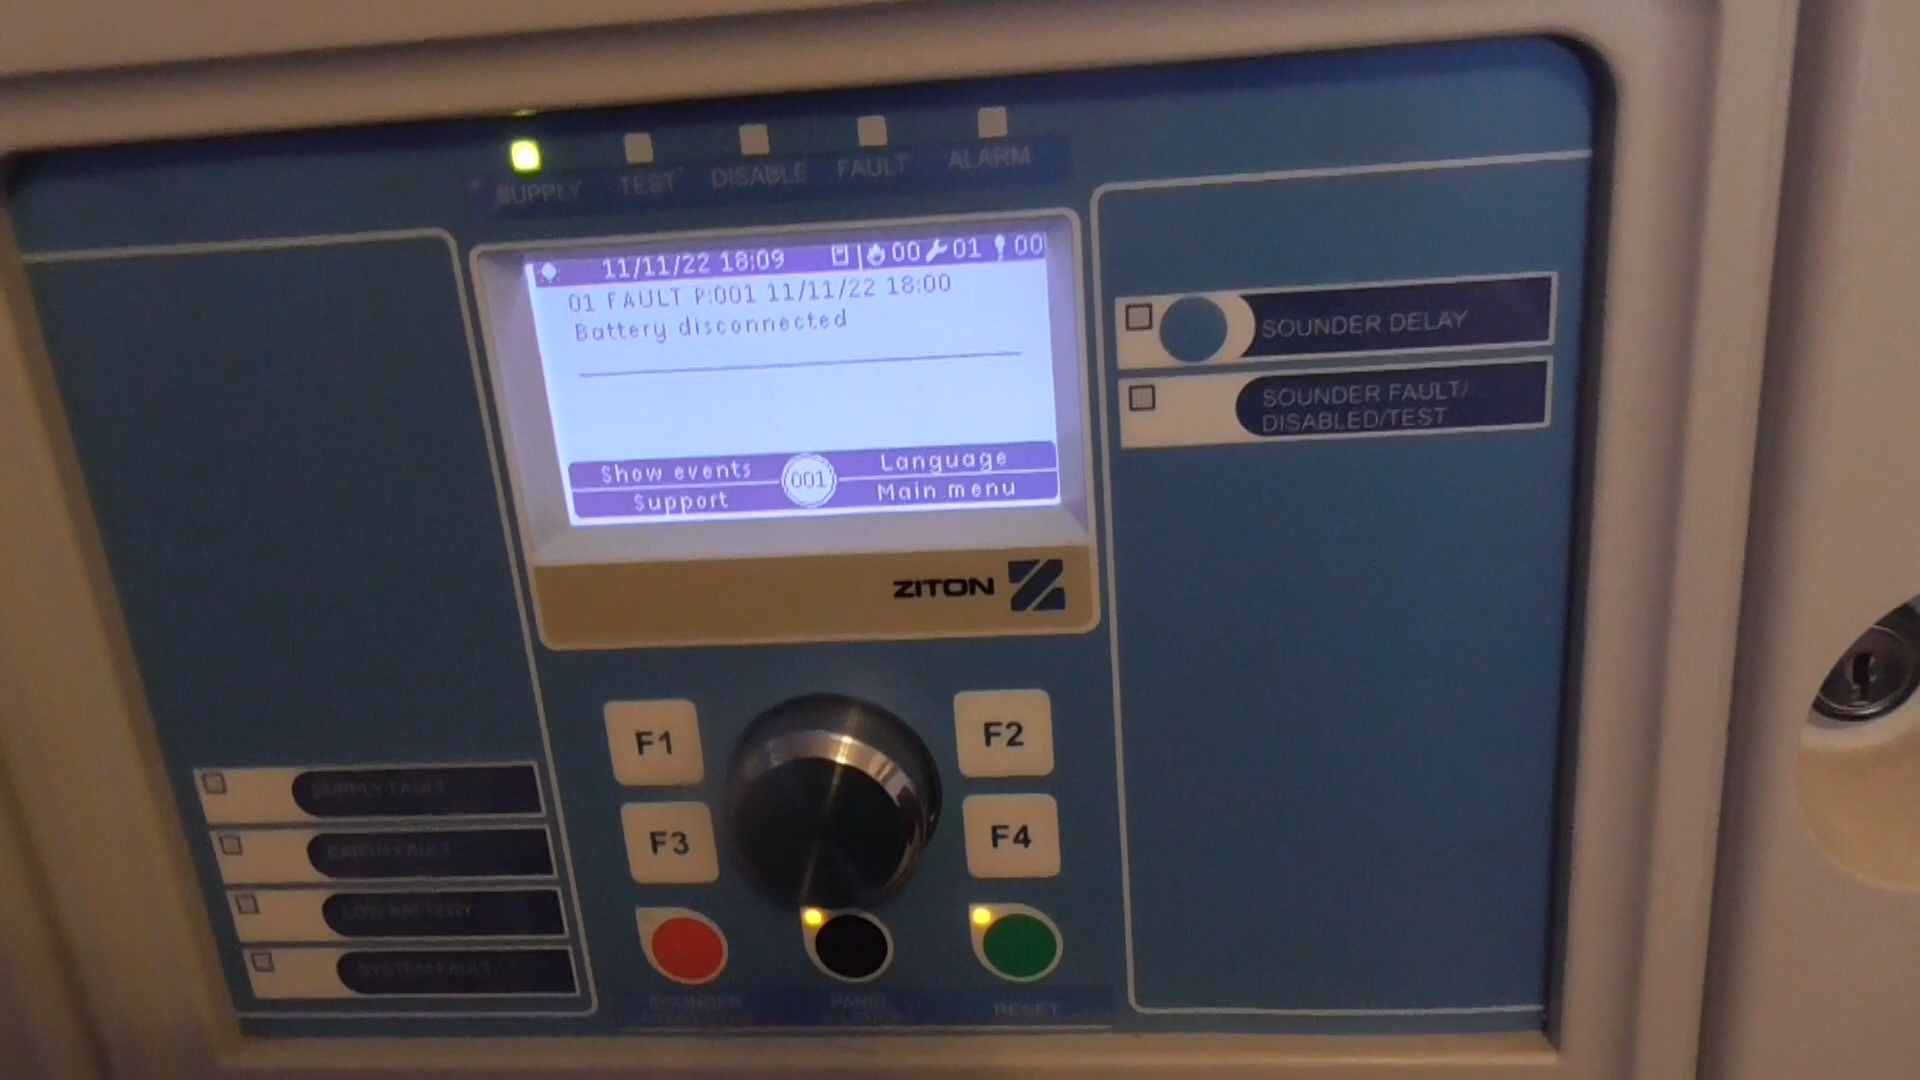 SUPPLY TEST DISABLE FAULT ALARM
11/11/22 18:09 00 01 00
01 FAULT P:001 11/11/22 18:00
Battery disconnected
Show events Language
001
Support Main menu
ZITON
SOUNDER DELAY
SOUNDER FAULT/
DISABLED/TEST
F1 F2
F3 F4
SUPPLY FAULT
EARTH FAULT
LOW BATTERY
SYSTEM FAULT
SOUNDER PANEL RESET
SILENCE